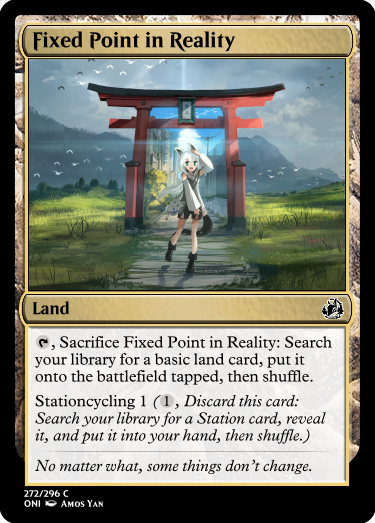 Fixed Point in Reality
Land
, Sacrifice Fixed Point in Reality: Search
your library for a basic land card, put it
onto the battlefield tapped, then shuffle.
Stationcycling 1 (1, Discard this card:
Search your library for a Station card, reveal
it, and put it into your hand, then shuffle.)
No matter what, some things don't change.
272/296 C
ONI Amos Yan